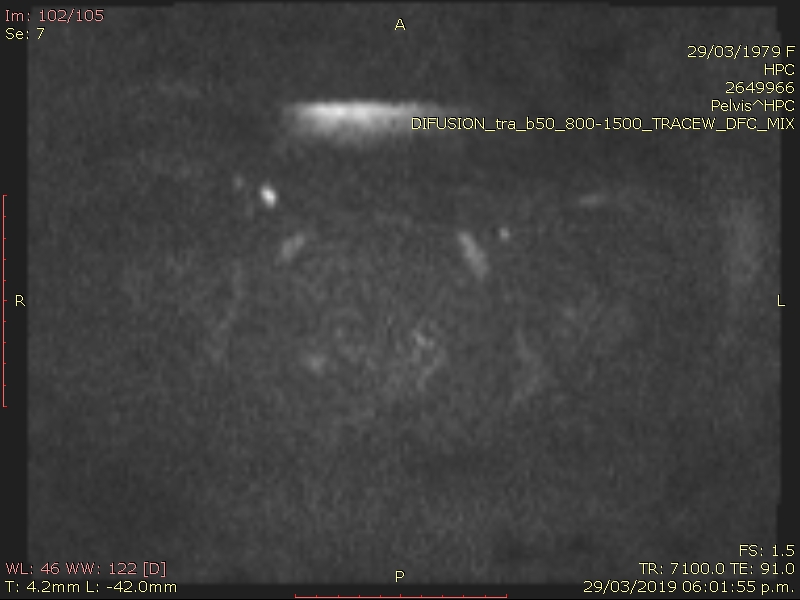 Im: 102/105
Se: 7
A
29/03/1979 F
HPC
2649966
Pelvis^HPC
DIFUSION_tra_b50_800-1500_TRACEW_DFC_MIX
R
L
WL: 46 WW: 122 [D]
T: 4.2mm L: -42.0mm
P
FS: 1.5
TR: 7100.0 TE: 91.0
29/03/2019 06:01:55 p.m.